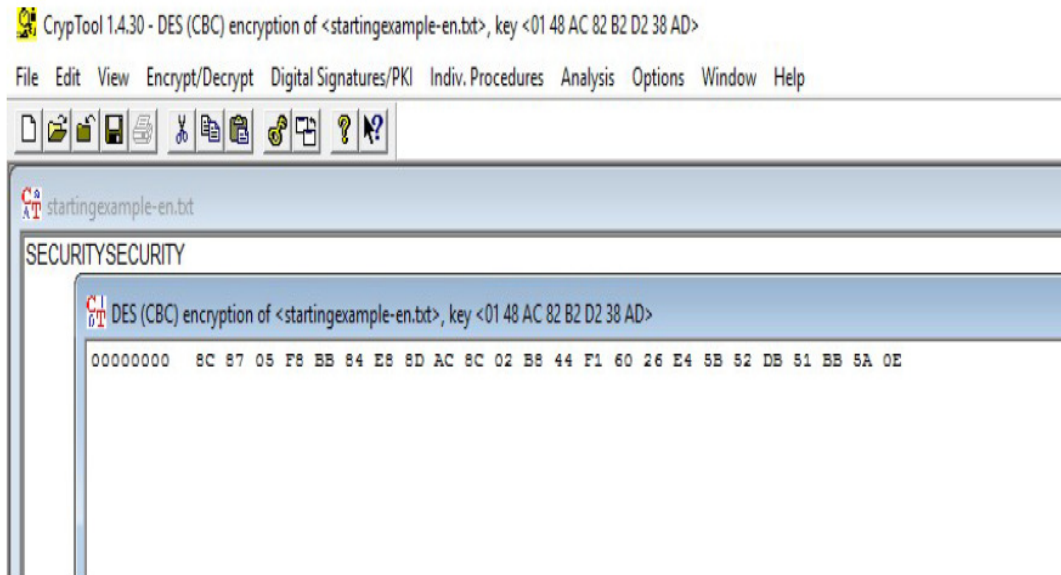 CrypTool 1.4.30 - DES (CBC) encryption of <startingexample-en.txt>, key <01 48 AC 82 B2 D2 38 AD>
File Edit View Encrypt/Decrypt Digital Signatures/PKI Indiv. Procedures Analysis Options Window Help
startingexample-en.txt
SECURITYSECURITY
DES (CBC) encryption of <startingexample-en.txt>, key <01 48 AC 82 B2 D2 38 AD>
00000000 8C 87 05 F8 BB 84 E8 8D AC 8C 02 B8 44 F1 60 26 E4 5B 52 DB 51 BB 5A 0E